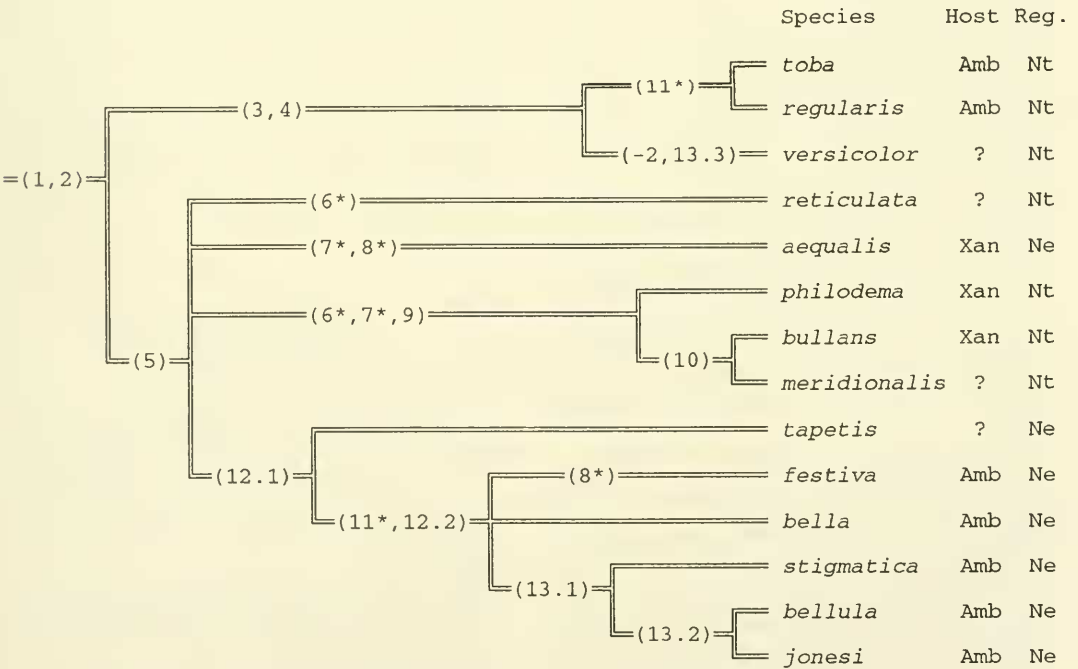 Species Host Reg.
toba Amb Nt
(11*)
(3,4) regularis Amb Nt
(-2,13.3) versicolor ? Nt
=(1,2)
(6*) reticulata ? Nt
(7*,8*) aequalis Xan Ne
philodema Xan Nt
(6*,7*,9)
bullans Xan Nt
(5) (10)
meridionalis ? Nt
tapetis ? Ne
(12.1) (8*) festiva Amb Ne
(11*,12.2) bella Amb Ne
stigmatica Amb Ne
(13.1)
bellula Amb Ne
(13.2)
jonesi Amb Ne